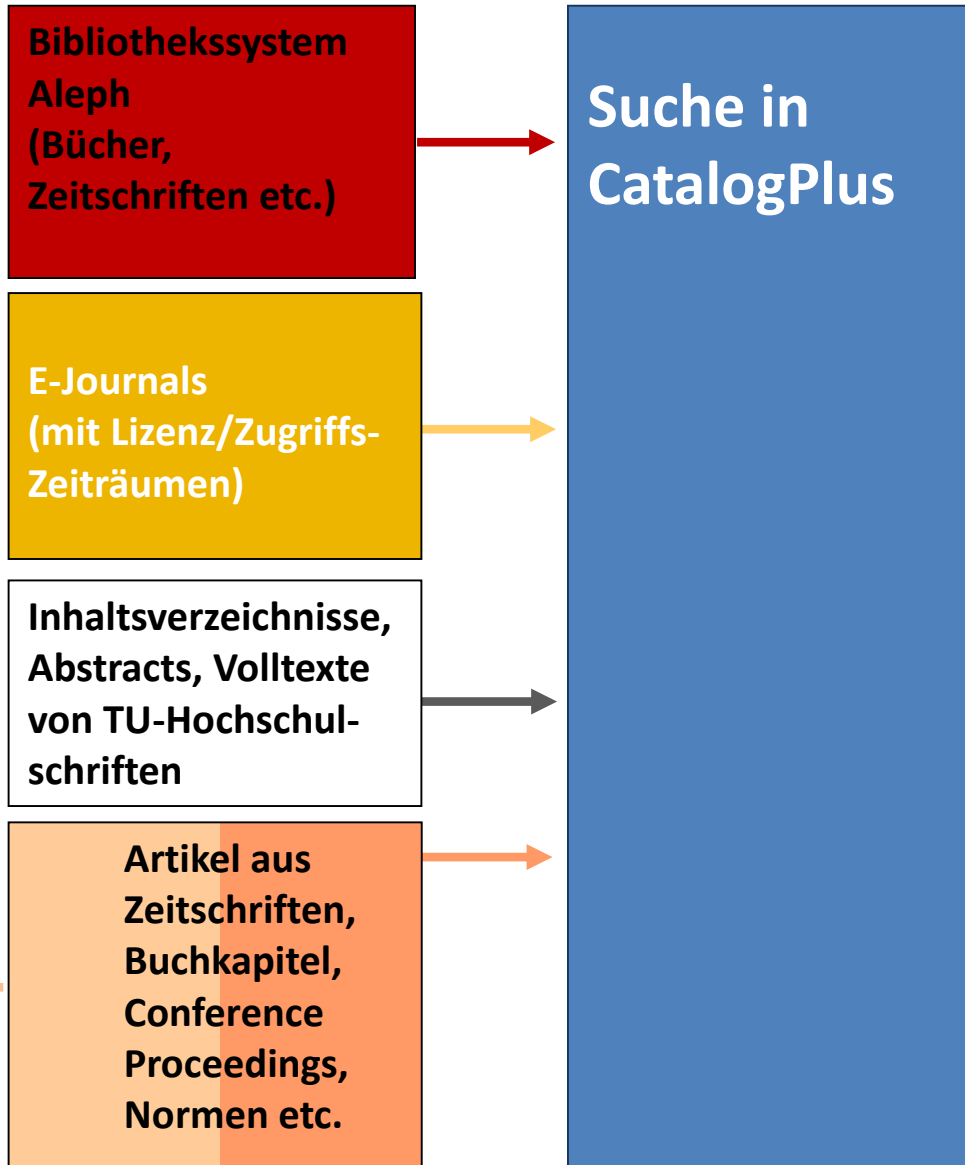 Bibliothekssystem
Aleph
(Bücher,
Zeitschriften etc.)
Suche in
CatalogPlus
E-Journals
(mit Lizenz/Zugriffs-
Zeiträumen)
Inhaltsverzeichnisse,
Abstracts, Volltexte
von TU-Hochschul-
schriften
Artikel aus
Zeitschriften,
Buchkapitel,
Conference
Proceedings,
Normen etc.